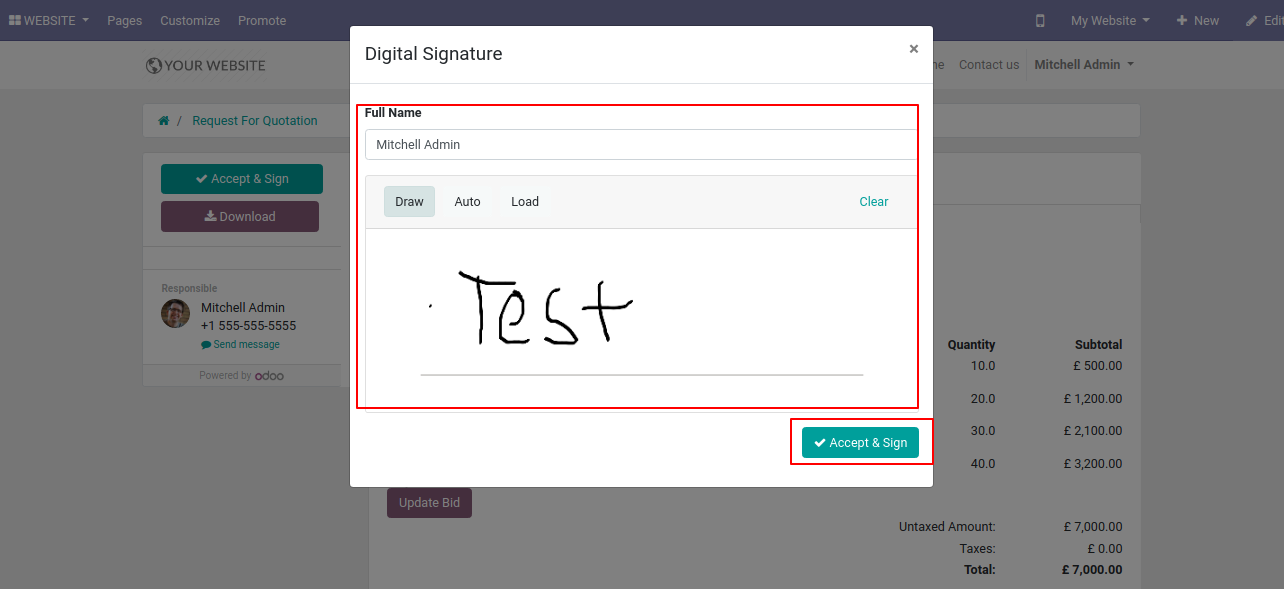 WEBSITE Pages Customize Promote My Website New
YOUR WEBSITE Contact us Mitchell Admin
/ Request For Quotation
Accept & Sign
Download
Responsible
Mitchell Admin
+1 555-555-5555
Send message
Powered by odoo
Digital Signature ×
Full Name
Mitchell Admin
Draw Auto Load Clear
Test
Accept & Sign
Update Bid
Quantity Subtotal
10.0 £ 500.00
20.0 £ 1,200.00
30.0 £ 2,100.00
40.0 £ 3,200.00
Untaxed Amount: £ 7,000.00
Taxes: £ 0.00
Total: £ 7,000.00